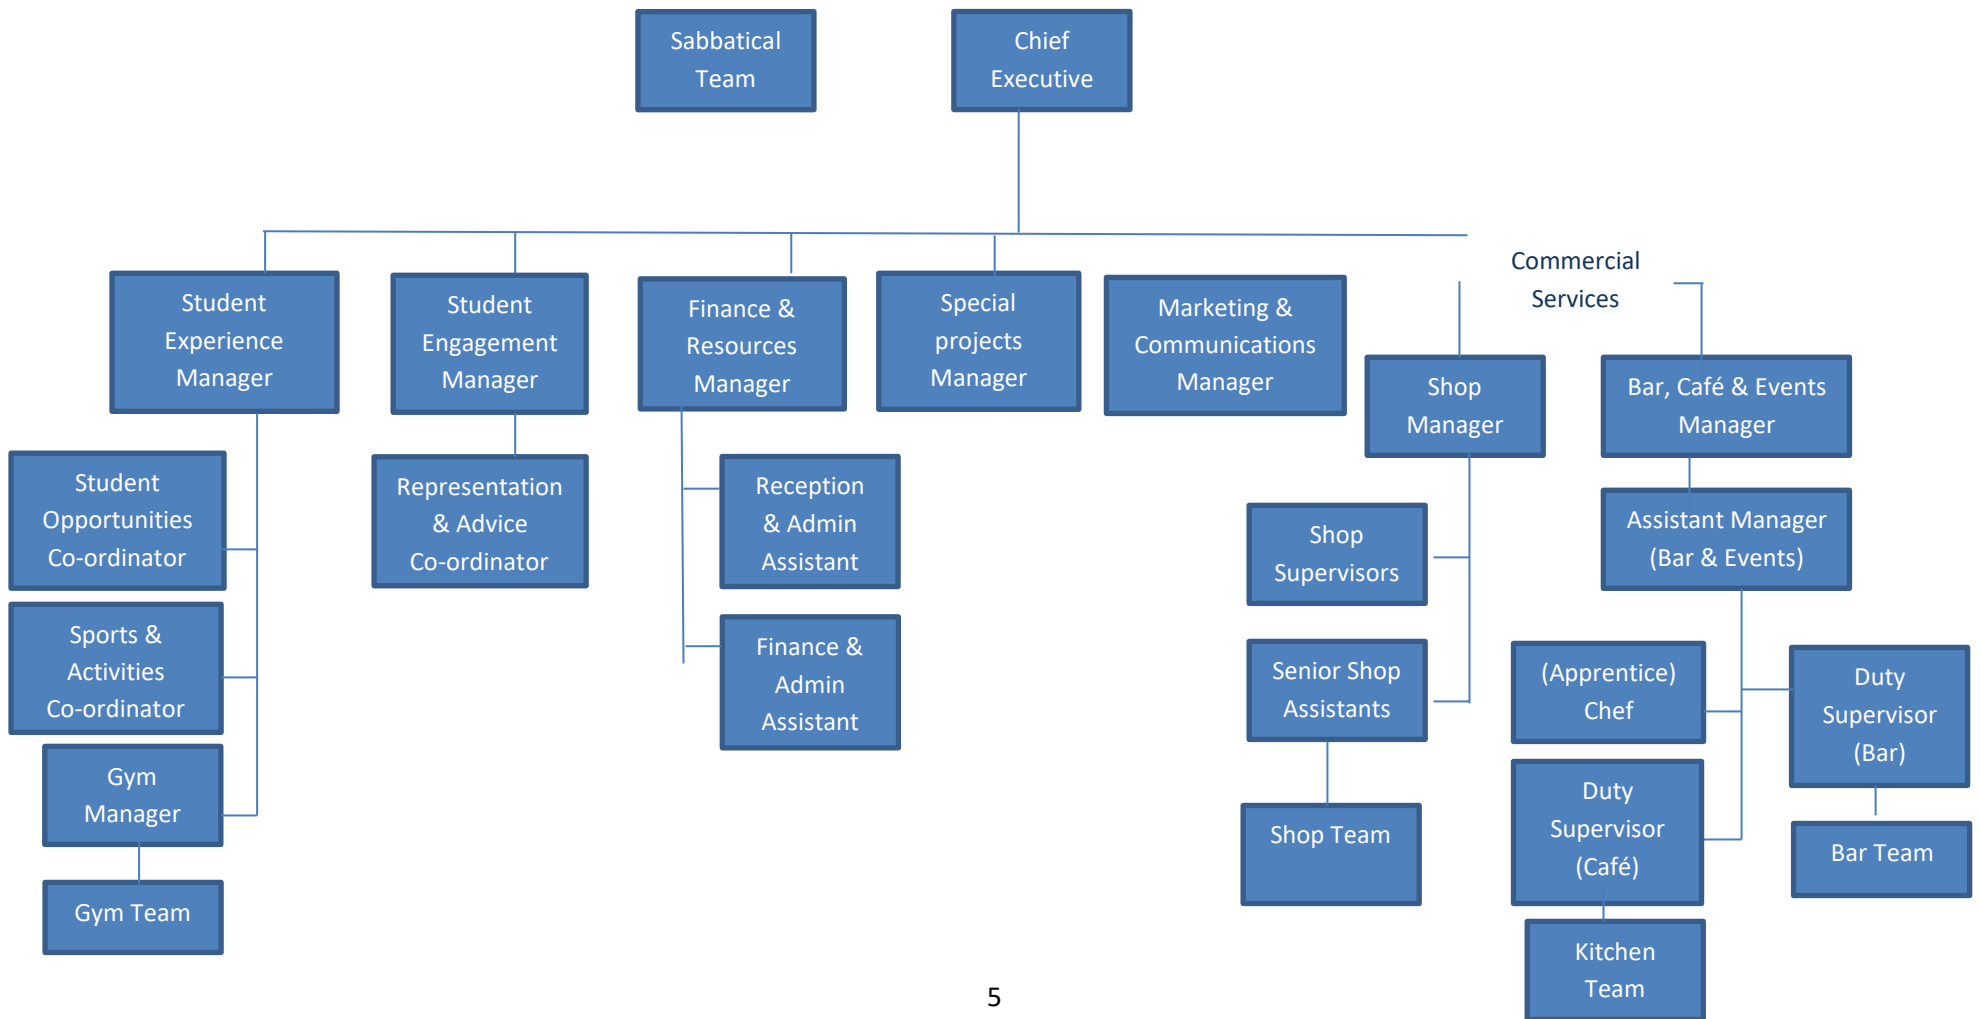 Sabbatical
Team
Chief
Executive
Commercial
Services
Student
Experience
Manager
Student
Engagement
Manager
Finance &
Resources
Manager
Special
projects
Manager
Marketing &
Communications
Manager
Shop
Manager
Bar, Café & Events
Manager
Student
Opportunities
Co-ordinator
Representation
& Advice
Co-ordinator
Reception
& Admin
Assistant
Shop
Supervisors
Assistant Manager
(Bar & Events)
Sports &
Activities
Co-ordinator
Finance &
Admin
Assistant
Senior Shop
Assistants
(Apprentice)
Chef
Duty
Supervisor
(Bar)
Gym
Manager
Shop Team
Duty
Supervisor
(Café)
Bar Team
Gym Team
Kitchen
Team
5